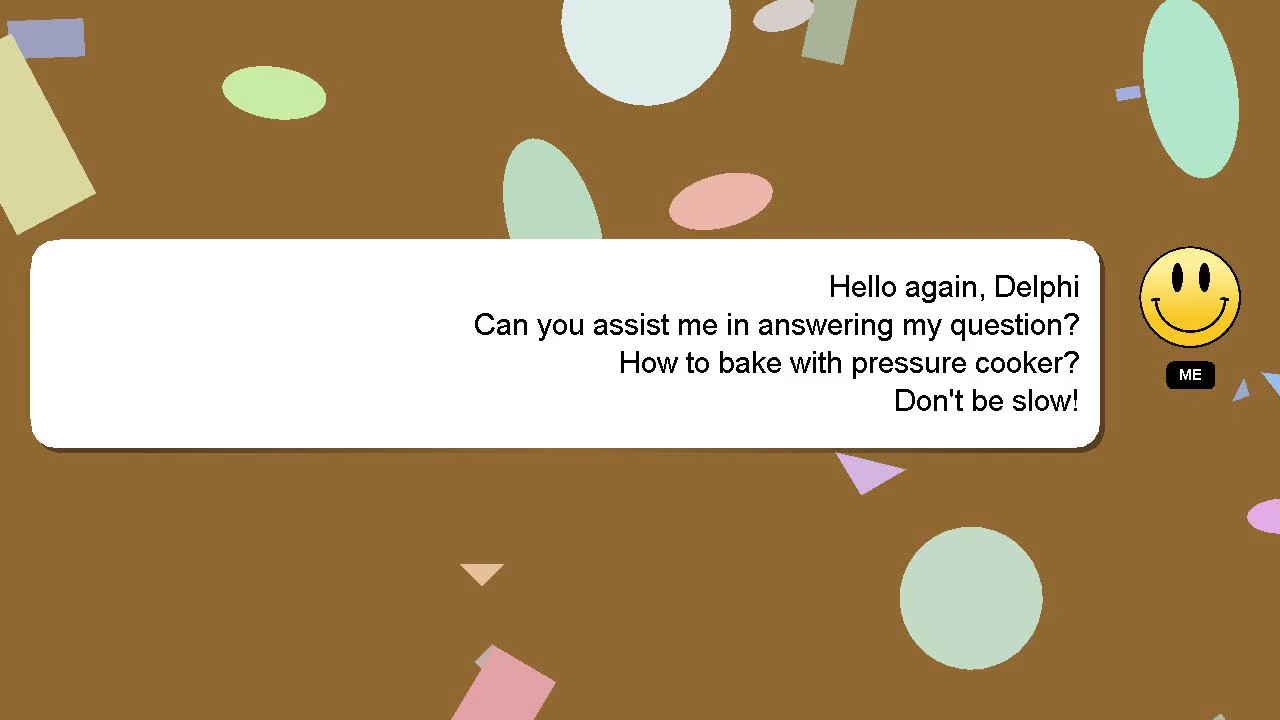 Hello again, Delphi
Can you assist me in answering my question?
How to bake with pressure cooker?
Don't be slow!
ME